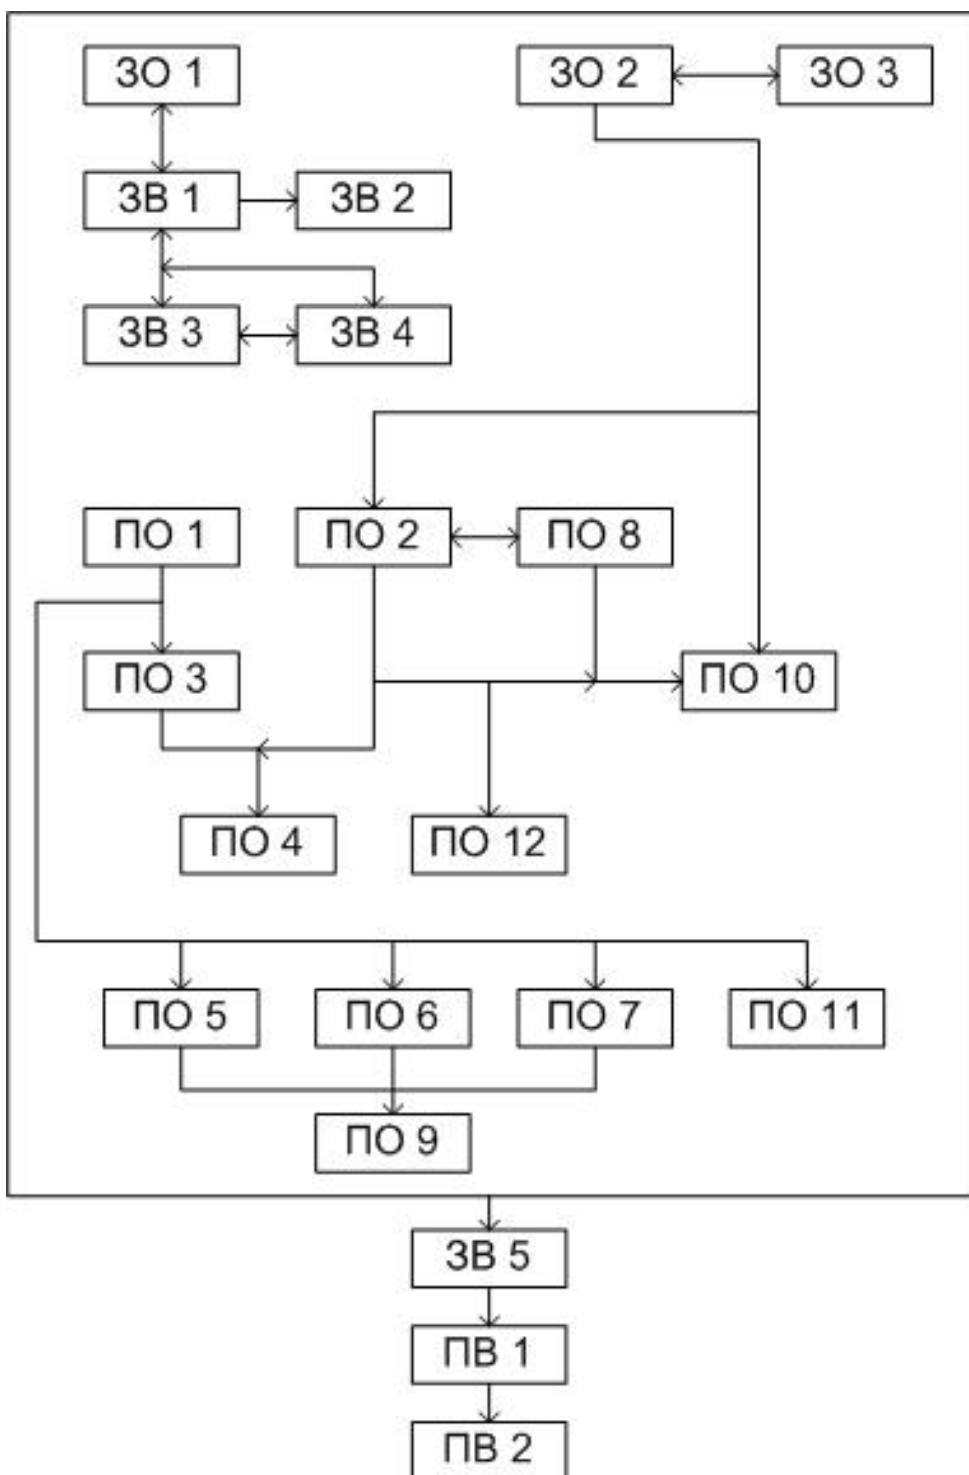 ЗО 1
ЗО 2
ЗО 3
ЗВ 1
ЗВ 2
ЗВ 3
ЗВ 4
ПО 1
ПО 2
ПО 8
ПО 3
ПО 10
ПО 4
ПО 12
ПО 5
ПО 6
ПО 7
ПО 11
ПО 9
ЗВ 5
ПВ 1
ПВ 2